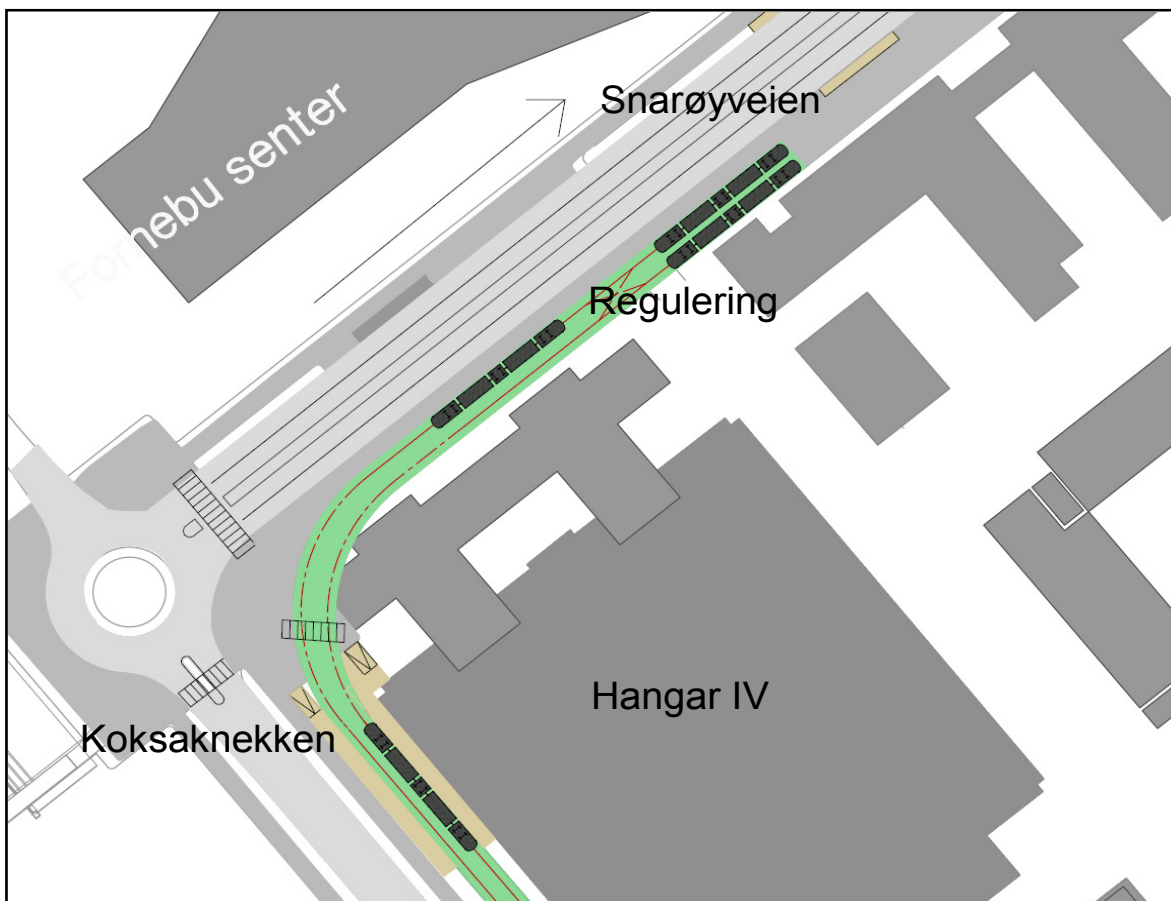 Snarøyveien
Fornebu senter
Regulering
Hangar IV
Koksaknekken